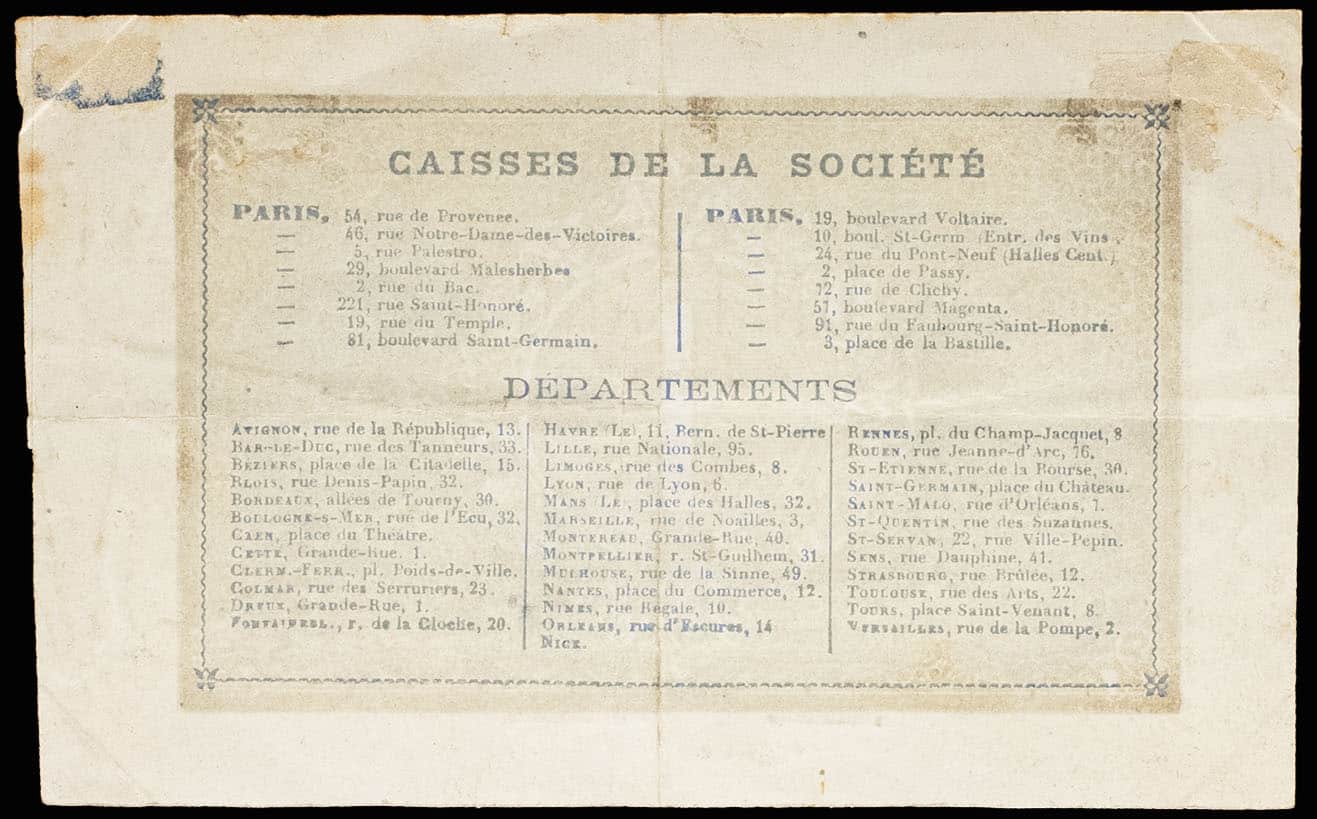 CAISSES DE LA SOCIÉTÉ
PARIS. 54, rue de Provence.
— 46, rue Notre-Dame-des-Victoires.
— 5, rue Palestro.
— 29, boulevard Malesherbes
— 2, rue du Bac.
— 221, rue Saint-Honoré.
— 19, rue du Temple.
— 81, boulevard Saint-Germain.
PARIS. 19, boulevard Voltaire.
— 10, boul. St-Germ (Entr. des Vins).
— 24, rue du Pont-Neuf (Halles Cent.)
— 2, place de Passy.
— 72, rue de Clichy.
— 57, boulevard Magenta.
— 91, rue du Faubourg-Saint-Honoré.
— 3, place de la Bastille.
DÉPARTEMENTS
AVIGNON, rue de la République, 13.
BAR-LE-DUC, rue des Tanneurs, 33.
BÉZIERS, place de la Citadelle, 15.
BLOIS, rue Denis-Papin, 32.
BORDEAUX, allées de Tourny, 30.
BOULOGNE-S-MER, rue de l'Ecu, 32.
CAEN, place du Théâtre.
CETTE, Grande-Rue. 1.
CLERM.-FERR., pl. Poids-de-Ville.
COLMAR, rue des Serruriers, 23.
DREUX, Grande-Rue, 1.
FONTAINEBL., r. de la Cloche, 20.
HAVRE (LE), 11, Bern. de St-Pierre
LILLE, rue Nationale, 95.
LIMOGES, rue des Combes, 8.
LYON, rue de Lyon, 6.
MANS (LE), place des Halles, 32.
MARSEILLE, rue de Noailles, 3,
MONTEREAU, Grande-Rue, 40.
MONTPELLIER, r. St-Guilhem, 31.
MULHOUSE, rue de la Sinne, 49.
NANTES, place du Commerce, 12.
NIMES, rue Régale, 10.
ORLEANS, rue d'Escures, 14
NICE.
RENNES, pl. du Champ-Jacquet, 8
ROUEN, rue Jeanne-d'Arc, 76.
ST-ETIENNE, rue de la Bourse, 30.
SAINT-GERMAIN, place du Château.
SAINT-MALO, rue d'Orléans, 7.
ST-QUENTIN, rue des Suzannes.
ST-SERVAN, 22, rue Ville-Pepin.
SENS, rue Dauphine, 41.
STRASBOURG, rue Brûlée, 12.
TOULOUSE, rue des Arts, 22.
TOURS, place Saint-Venant, 8.
VERSAILLES, rue de la Pompe, 2.